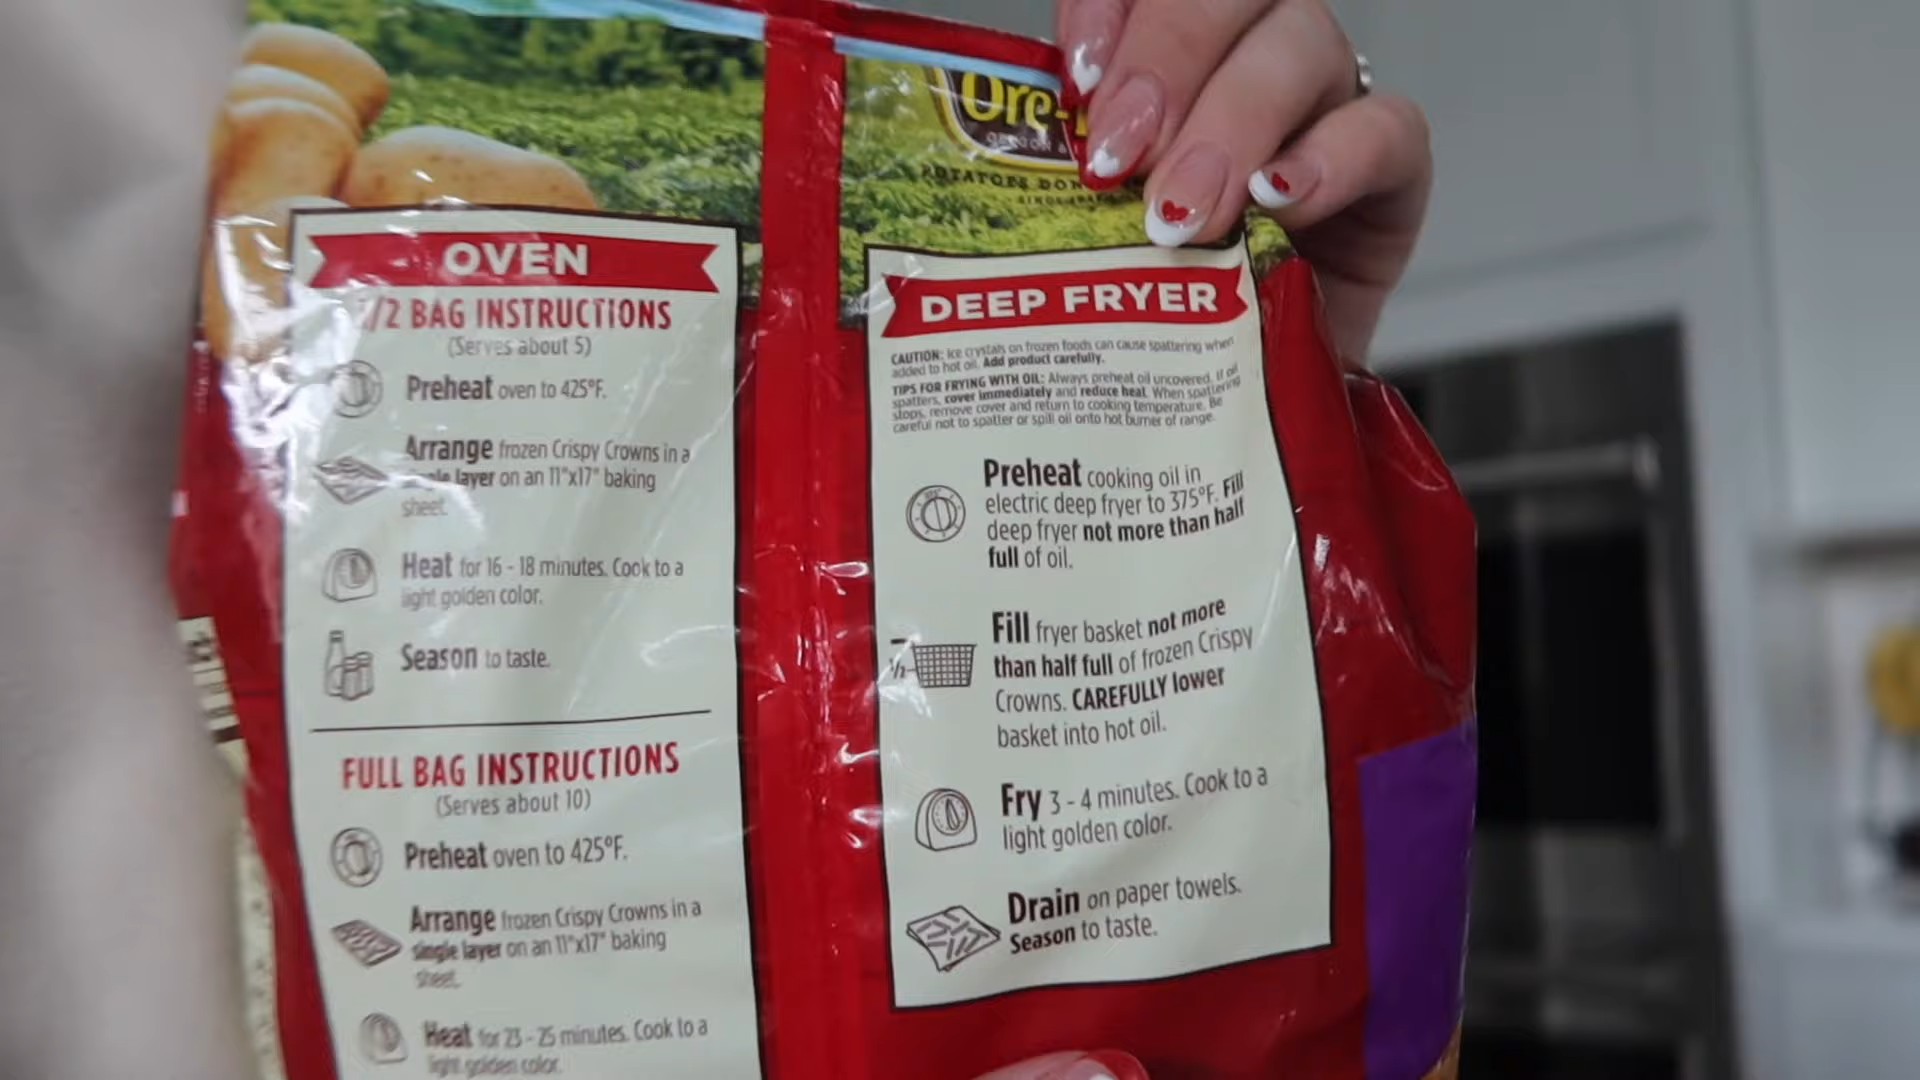 OVEN
1/2 BAG INSTRUCTIONS
(Serves about 5)
Preheat oven to 425°F.
Arrange frozen Crispy Crowns in a
single layer on an 11"x17" baking
sheet.
Heat for 16 - 18 minutes. Cook to a
light golden color.
Season to taste.
FULL BAG INSTRUCTIONS
(Serves about 10)
Preheat oven to 425°F.
Arrange frozen Crispy Crowns in a
single layer on an 11"x17" baking
sheet.
Heat for 23 - 25 minutes. Cook to a
light golden color.
Ore-
POTATOES
DEEP FRYER
CAUTION: Ice crystals on frozen foods can cause spattering when
added to hot oil. Add product carefully.
TIPS FOR FRYING WITH OIL: Always preheat oil uncovered. If oil
spatters, cover immediately and reduce heat. When spattering
stops, remove cover and return to cooking temperature. Be
careful not to spatter or spill oil onto hot burner of range.
Preheat cooking oil in
electric deep fryer to 375°F. Fill
deep fryer not more than half
full of oil.
1/2
Fill fryer basket not more
than half full of frozen Crispy
Crowns. CAREFULLY lower
basket into hot oil.
Fry 3 - 4 minutes. Cook to a
light golden color.
Drain on paper towels.
Season to taste.